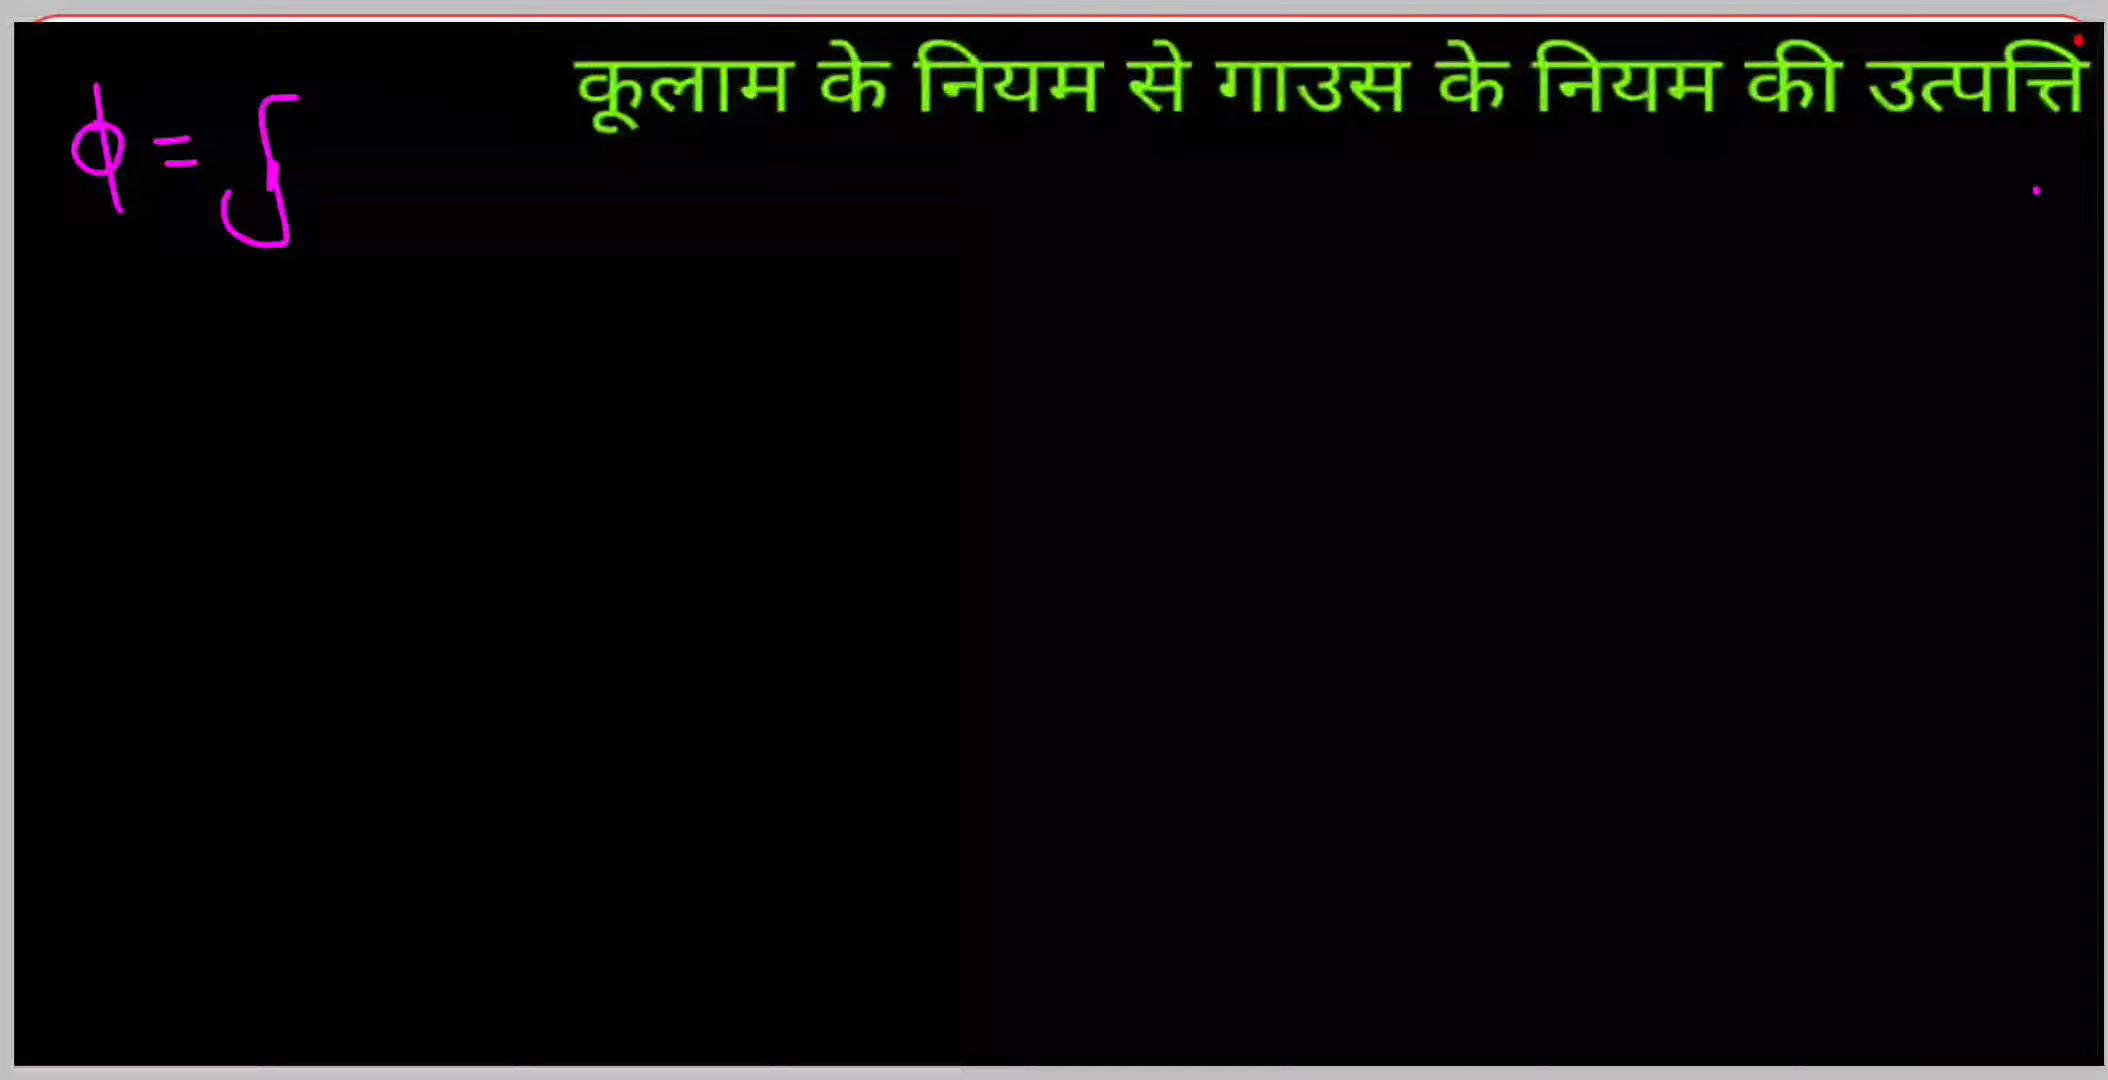 कूलाम के नियम से गाउस के नियम की उत्पत्ति
ϕ = ∫